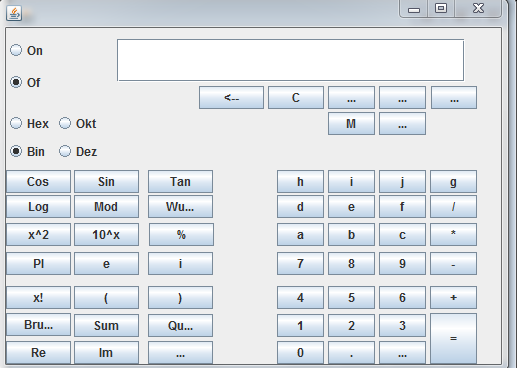 On
Of
<-- C ... ... ...
M ...
Hex Okt
Bin Dez
Cos Sin Tan h i j g
Log Mod Wu... d e f /
x^2 10^x % a b c *
PI e i 7 8 9 -
x! ( ) 4 5 6 +
Bru... Sum Qu... 1 2 3 =
Re Im ... 0 . ...